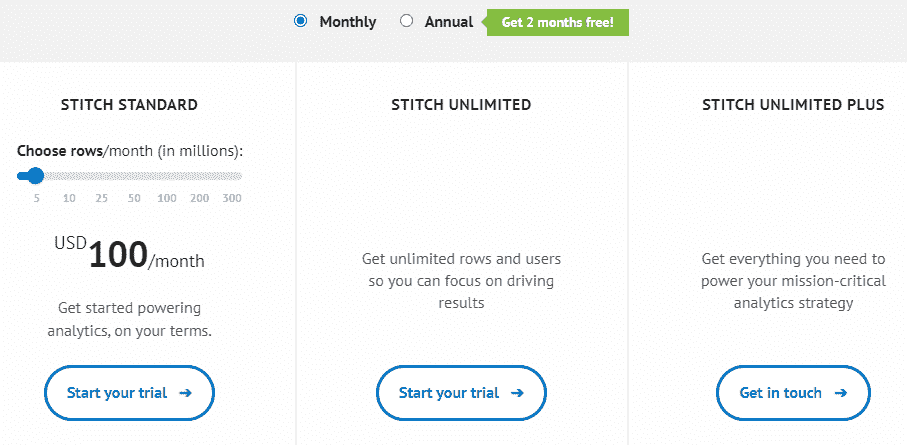 Monthly Annual Get 2 months free!
STITCH STANDARD
Choose rows/month (in millions):
5 10 25 50 100 200 300
USD100/month
Get started powering
analytics, on your terms.
Start your trial ➔
STITCH UNLIMITED
Get unlimited rows and users
so you can focus on driving
results
Start your trial ➔
STITCH UNLIMITED PLUS
Get everything you need to
power your mission-critical
analytics strategy
Get in touch ➔